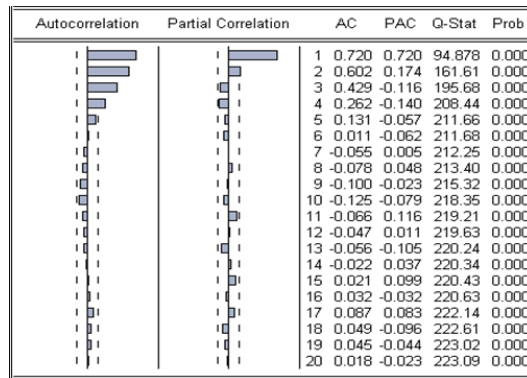 Autocorrelation Partial Correlation AC PAC Q-Stat Prob
1 0.720 0.720 94.878 0.000
2 0.602 0.174 161.61 0.000
3 0.429 -0.116 195.68 0.000
4 0.262 -0.140 208.44 0.000
5 0.131 -0.057 211.66 0.000
6 0.011 -0.062 211.68 0.000
7 -0.055 0.005 212.25 0.000
8 -0.078 0.048 213.40 0.000
9 -0.100 -0.023 215.32 0.000
10 -0.125 -0.079 218.35 0.000
11 -0.066 0.116 219.21 0.000
12 -0.047 0.011 219.63 0.000
13 -0.056 -0.105 220.24 0.000
14 -0.022 0.037 220.34 0.000
15 0.021 0.099 220.43 0.000
16 0.032 -0.032 220.63 0.000
17 0.087 0.083 222.14 0.000
18 0.049 -0.096 222.61 0.000
19 0.045 -0.044 223.02 0.000
20 0.018 -0.023 223.09 0.000